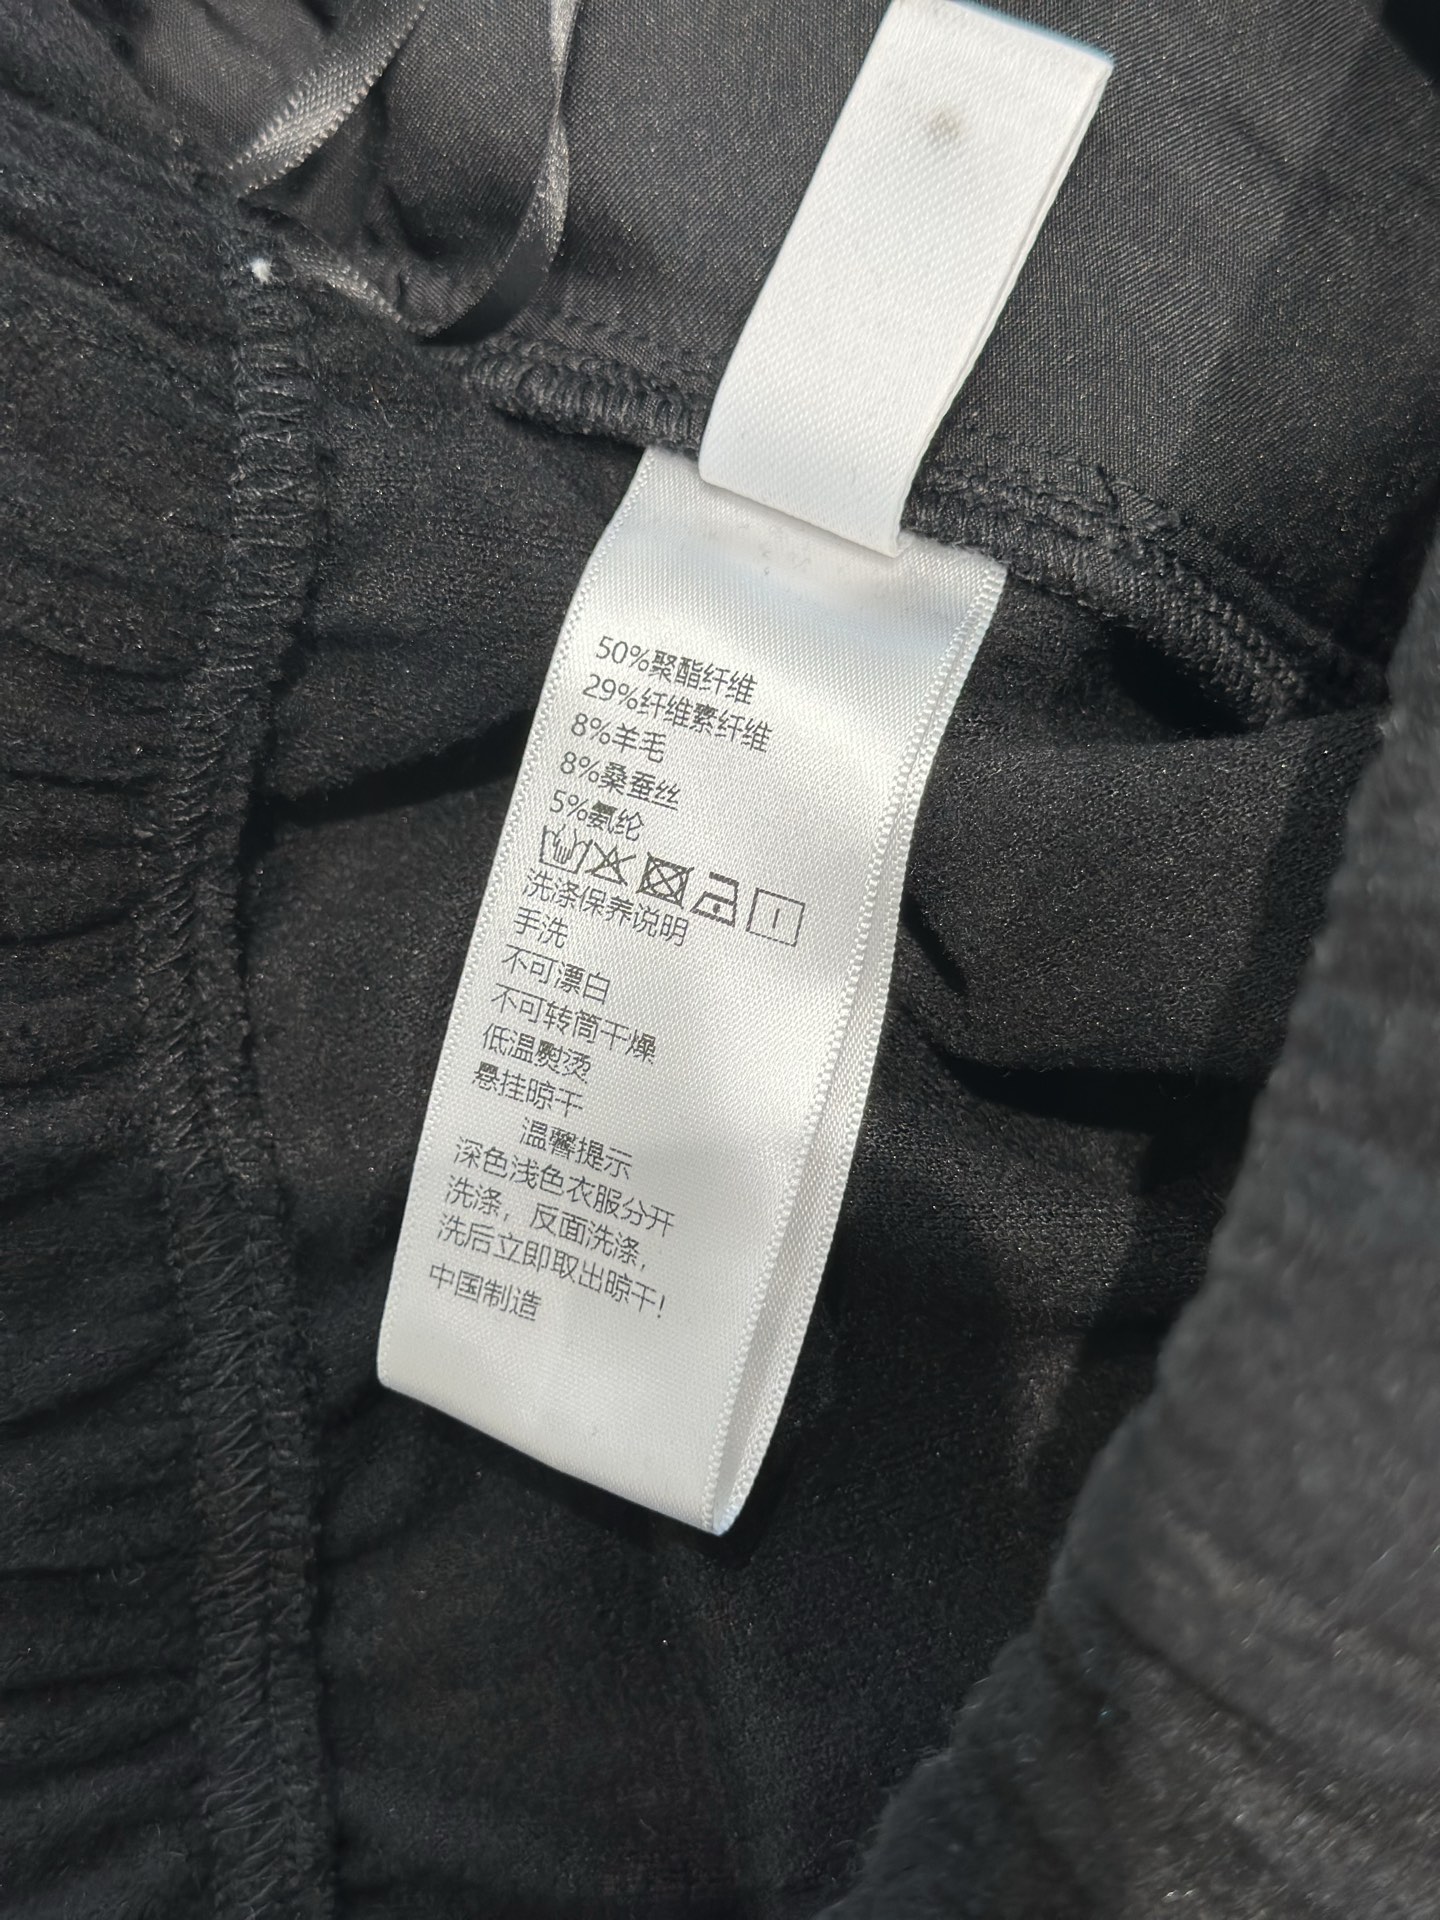 50%聚酯纤维
29%纤维素纤维
8%羊毛
8%桑蚕丝
5%氨纶
洗涤保养说明
手洗
不可漂白
不可转筒干燥
低温熨烫
悬挂晾干
温馨提示
深色浅色衣服分开
洗涤，反面洗涤，
洗后立即取出晾干！
中国制造